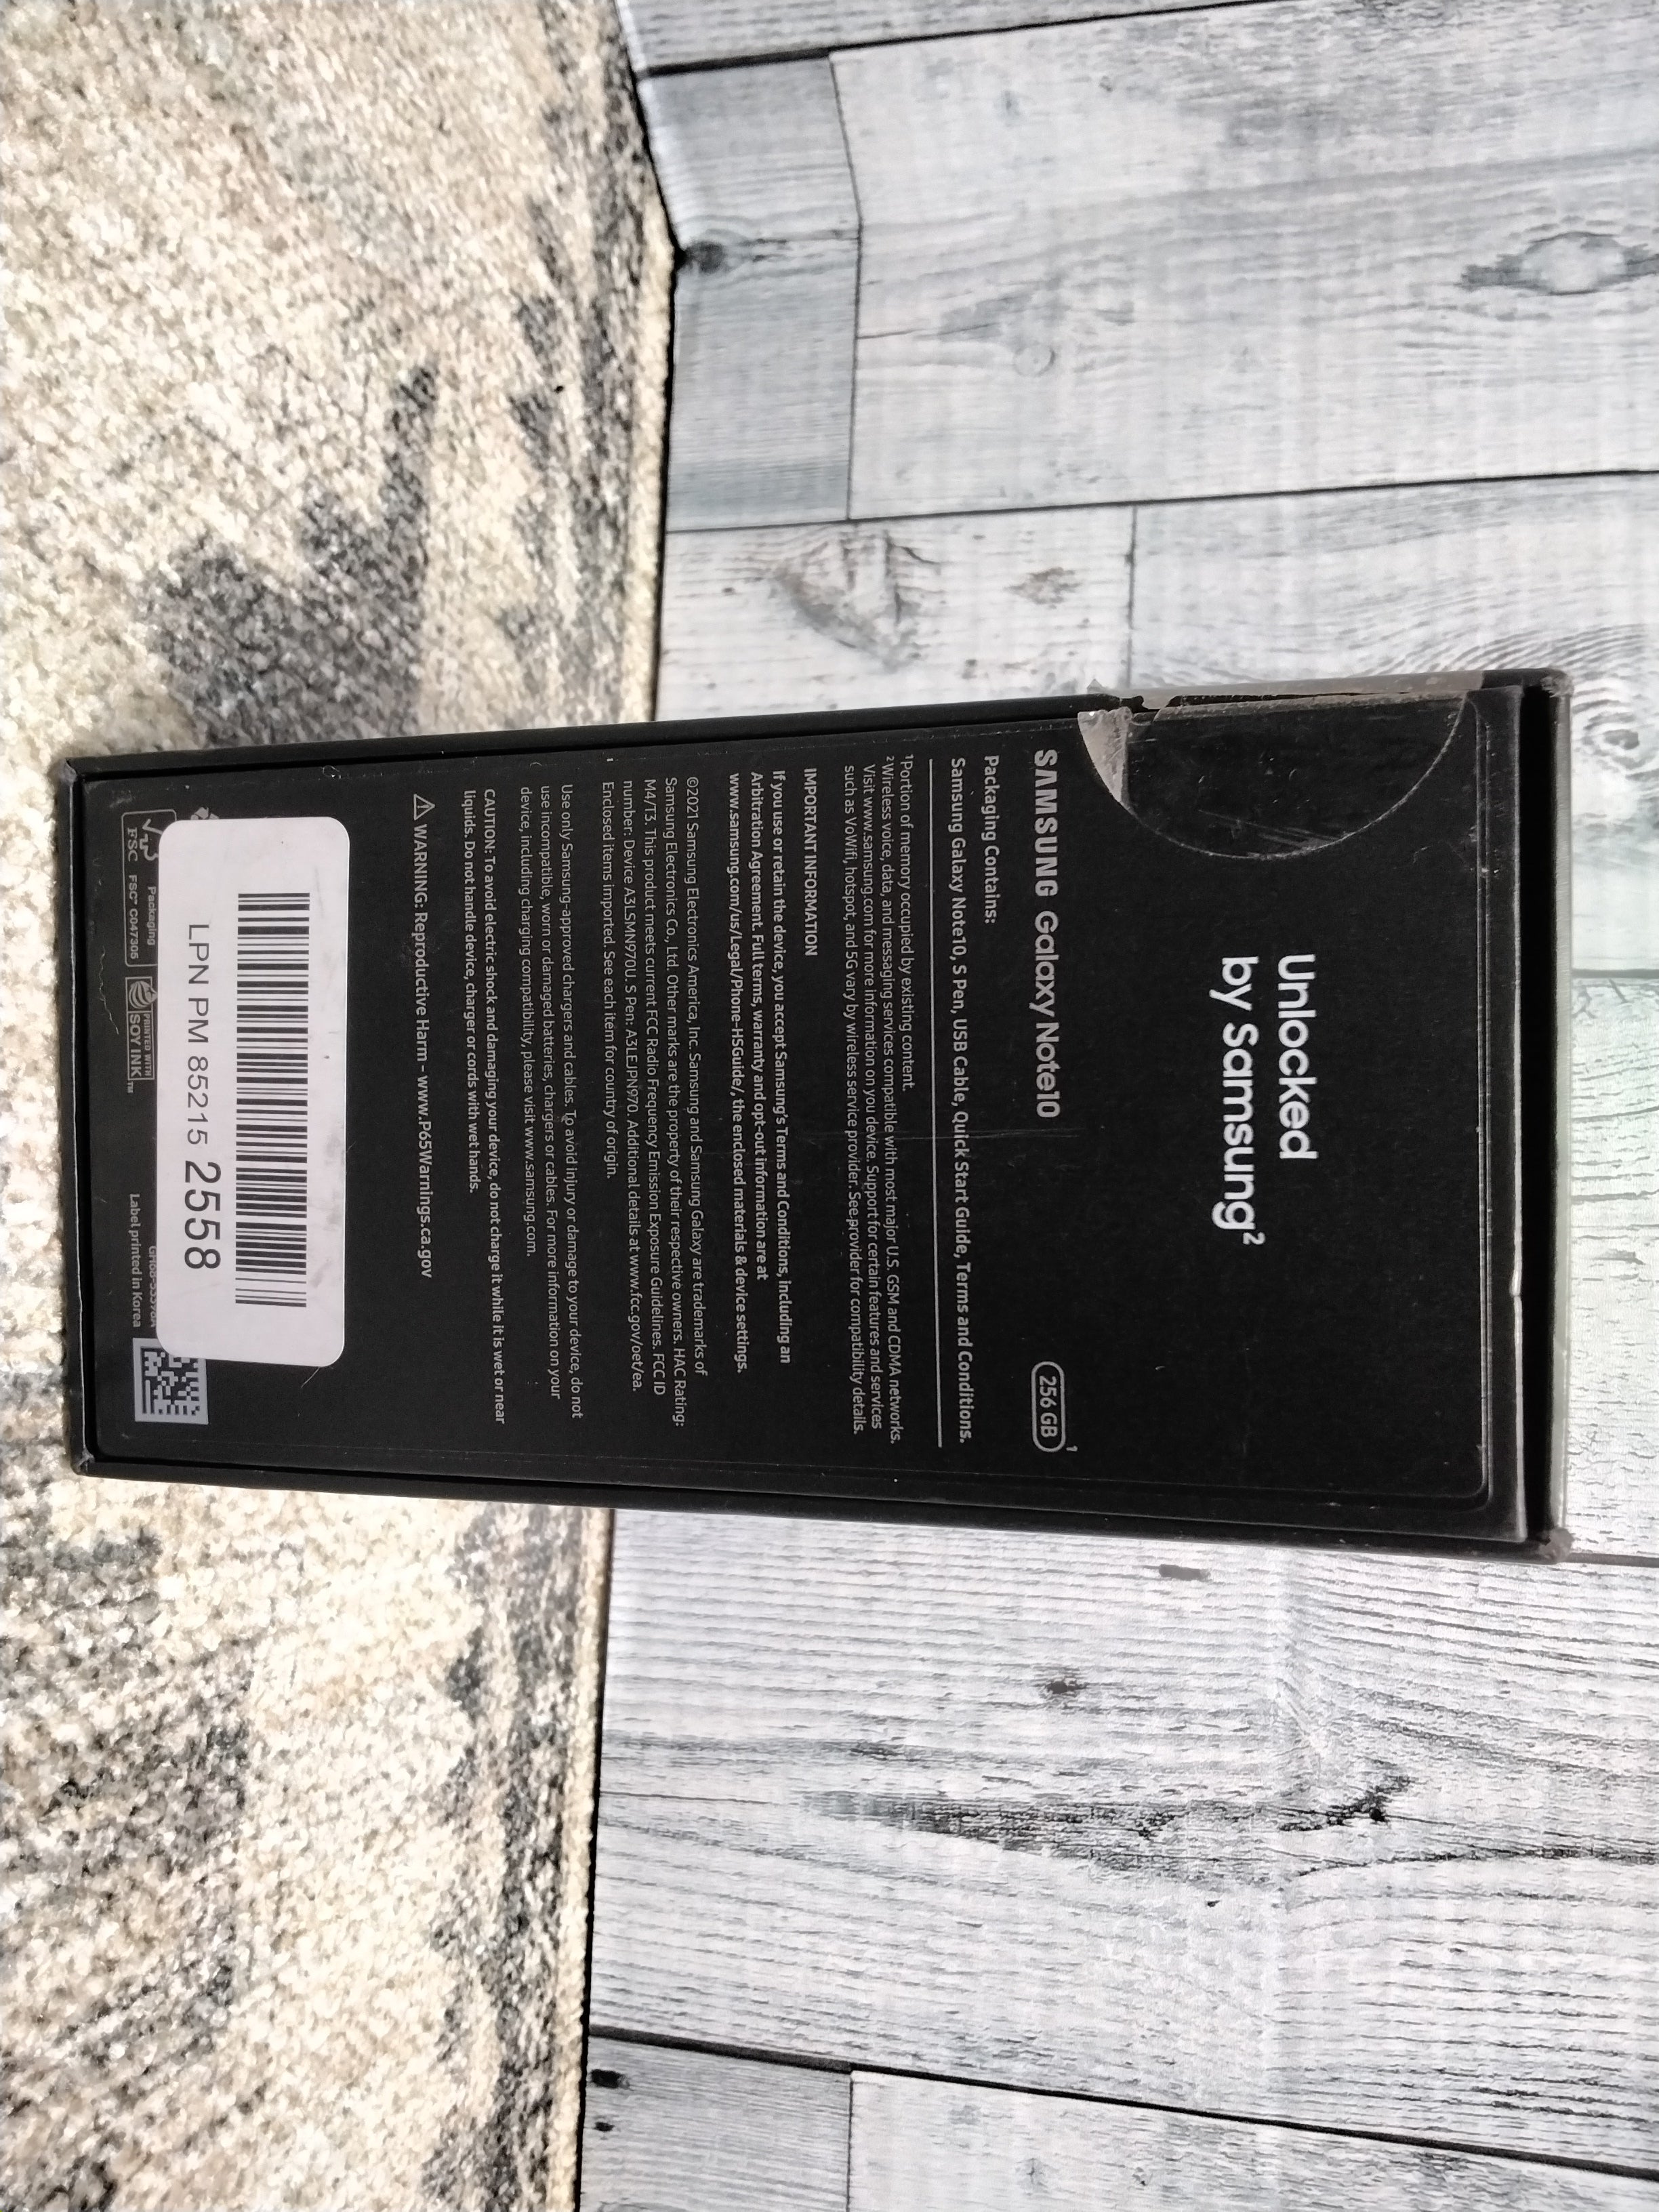 Unlocked
by Samsung²
SAMSUNG Galaxy Note10
256 GB¹
Packaging Contains:
Samsung Galaxy Note10, S Pen, USB Cable, Quick Start Guide, Terms and Conditions.
¹Portion of memory occupied by existing content.
²Wireless voice, data, and messaging services compatible with most major U.S. GSM and CDMA networks.
Visit www.samsung.com for more information on you device. Support for certain features and services
such as VoWifi, hotspot, and 5G vary by wireless service provider. See provider for compatibility details.
IMPORTANT INFORMATION
If you use or retain the device, you accept Samsung's Terms and Conditions, including an
Arbitration Agreement. Full terms, warranty and opt-out information are at
www.samsung.com/us/Legal/Phone-HSGuide/, the enclosed materials & device settings.
©2021 Samsung Electronics America, Inc. Samsung and Samsung Galaxy are trademarks of
Samsung Electronics Co., Ltd. Other marks are the property of their respective owners. HAC Rating:
M4/T3. This product meets current FCC Radio Frequency Emission Exposure Guidelines. FCC ID
number: Device A3LSMN970U. S Pen: A3LEJPN970. Additional details at www.fcc.gov/oet/ea.
Enclosed items imported. See each item for country of origin.
Use only Samsung-approved chargers and cables. To avoid injury or damage to your device, do not
use incompatible, worn or damaged batteries, chargers or cables. For more information on your
device, including charging compatibility, please visit www.samsung.com.
CAUTION: To avoid electric shock and damaging your device, do not charge it while it is wet or near
liquids. Do not handle device, charger or cords with wet hands.
⚠ WARNING: Reproductive Harm – www.P65Warnings.ca.gov
LPN PM 85215 2558
Packaging
FSC FSC® C047305
PRINTED WITH
SOY INK™
Label printed in Korea